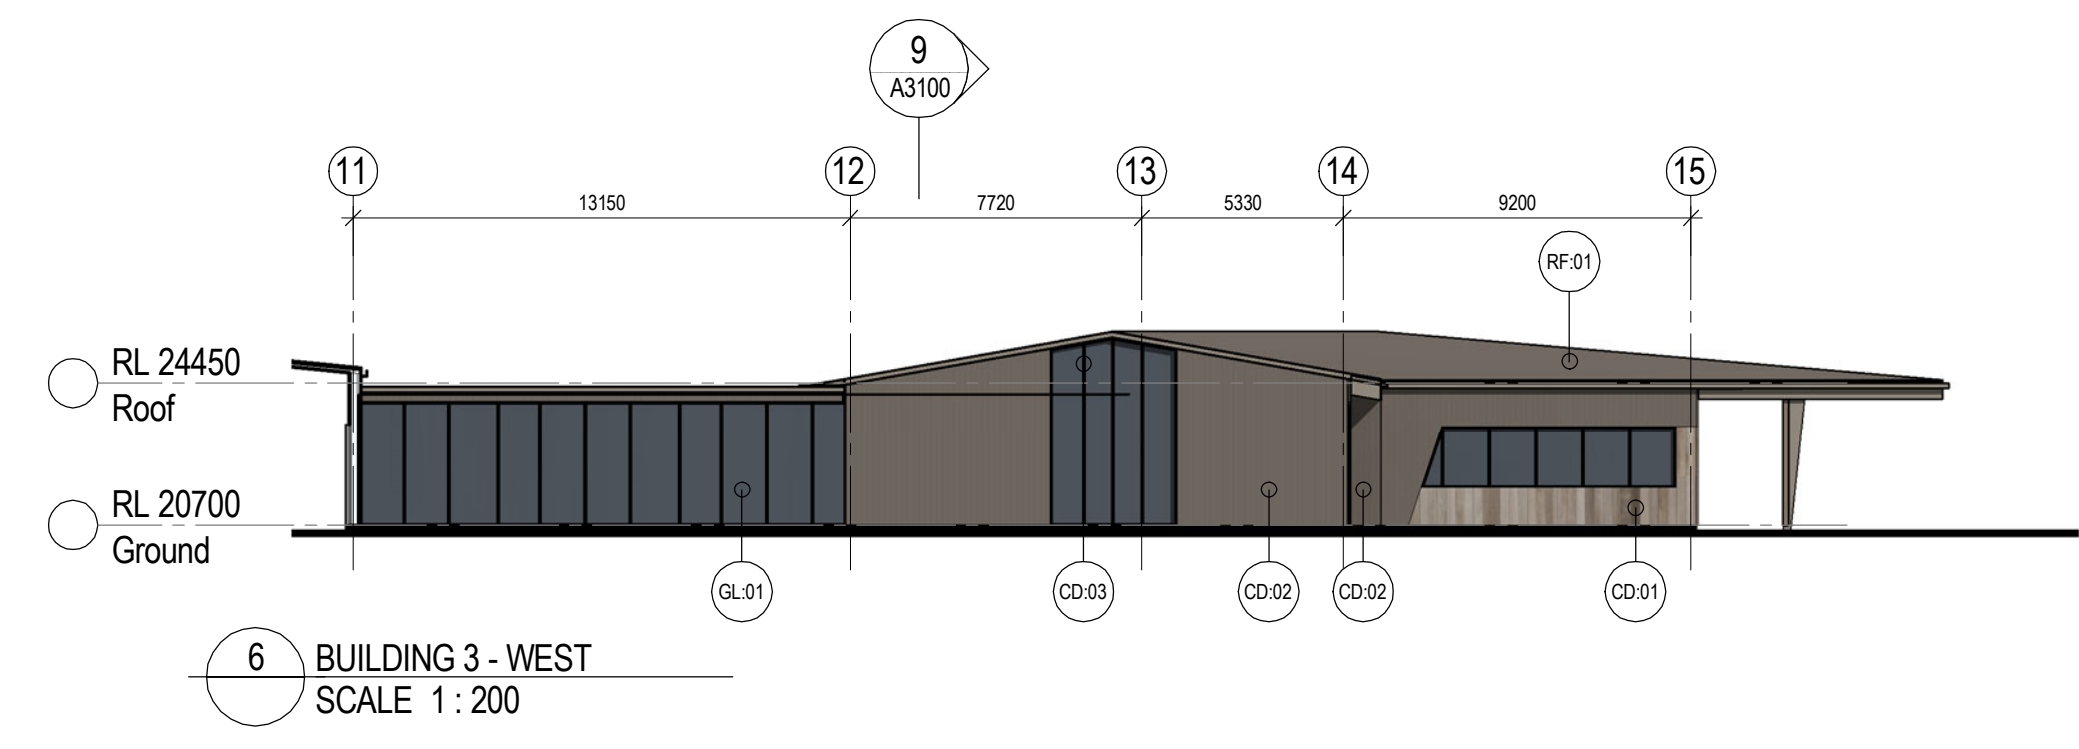 9
A3100
11
12
13
14
15
13150
7720
5330
9200
RF:01
RL 24450
Roof
RL 20700
Ground
GL:01
CD:03
CD:02
CD:02
CD:01
6
BUILDING 3 - WEST
SCALE 1 : 200